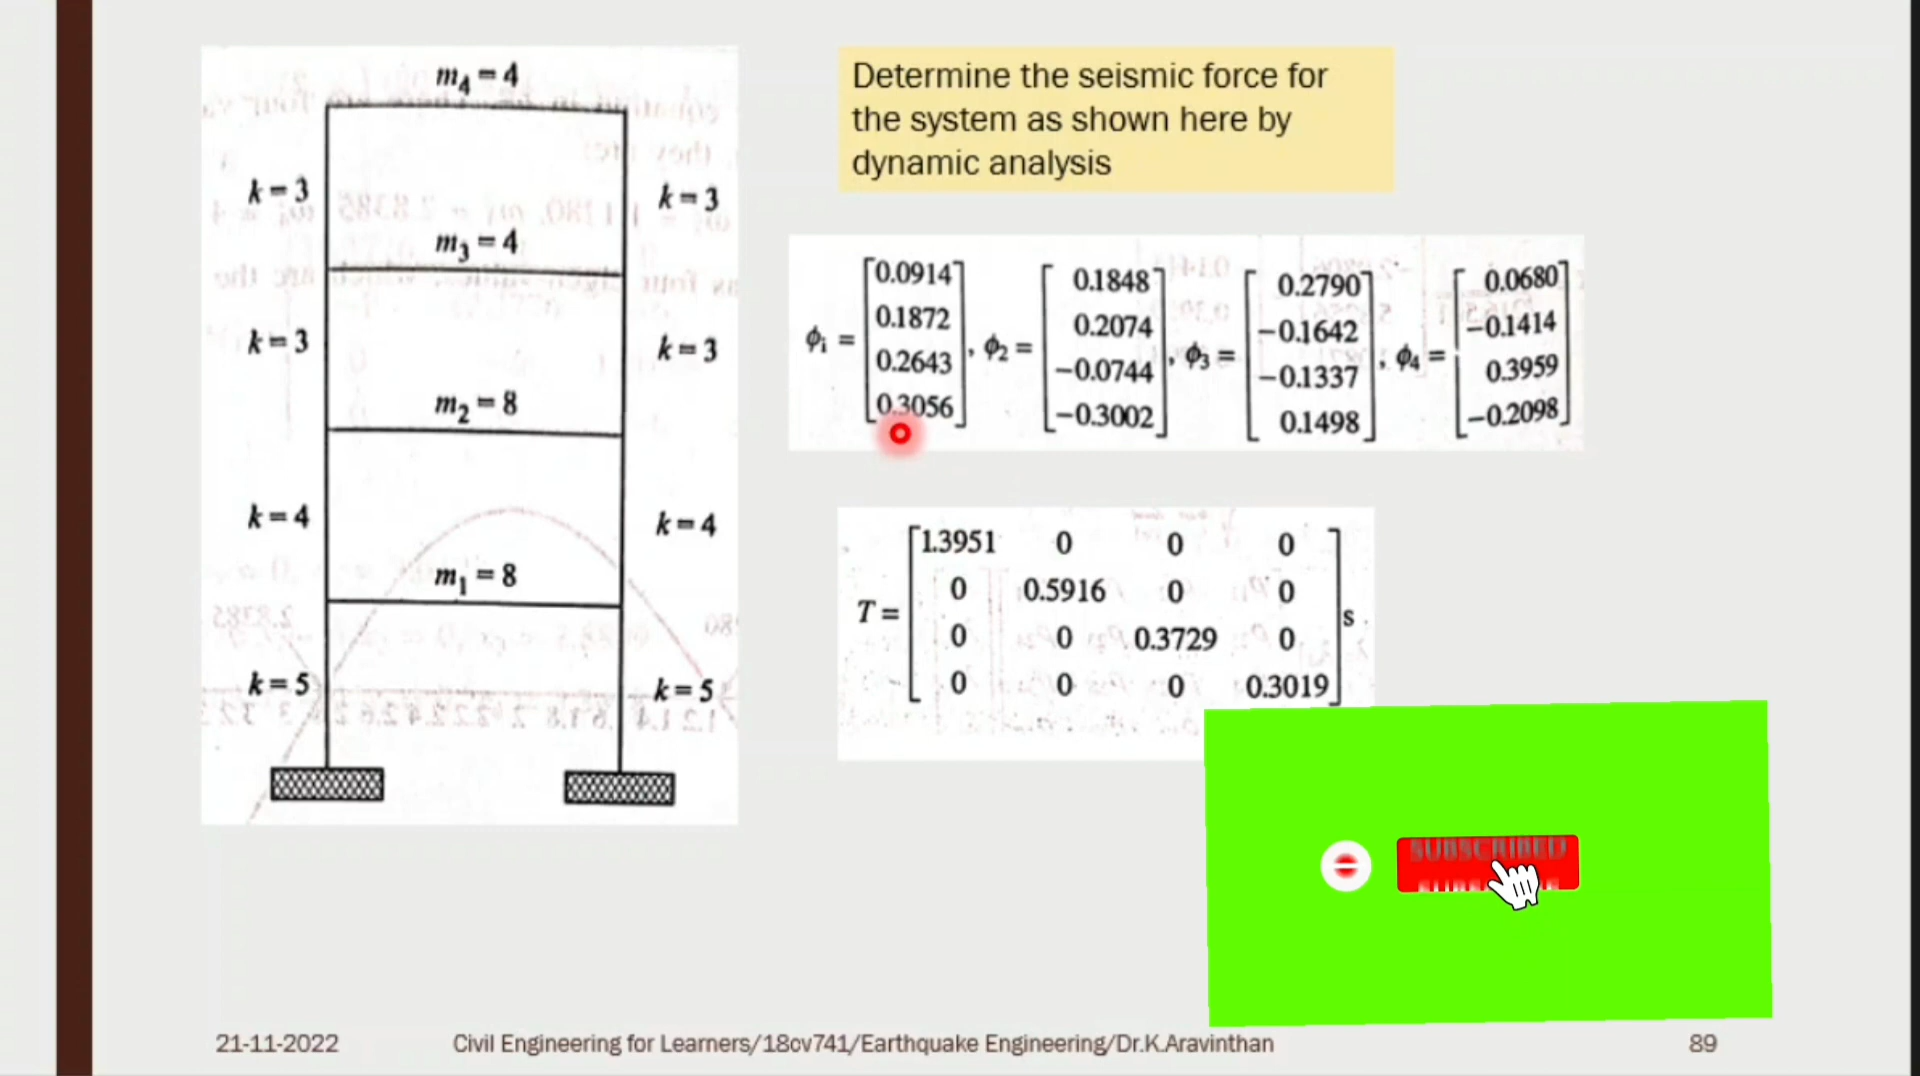 m4 = 4
k = 3
k = 3
m3 = 4
k = 3
k = 3
m2 = 8
k = 4
k = 4
m1 = 8
k = 5
k = 5
Determine the seismic force for
the system as shown here by
dynamic analysis
0.0914 0.1848 0.2790 0.0680
0.1872 0.2074 −0.1642 −0.1414
ϕ1 = 0.2643 , ϕ2 = −0.0744 , ϕ3 = −0.1337 ; ϕ4 = 0.3959
0.3056 −0.3002 0.1498 −0.2098
1.3951 0 0 0
0 0.5916 0 0
T = 0 0 0.3729 0 s
0 0 0 0.3019
SUBSCRIBED
21-11-2022
Civil Engineering for Learners/18cv741/Earthquake Engineering/Dr.K.Aravinthan
89